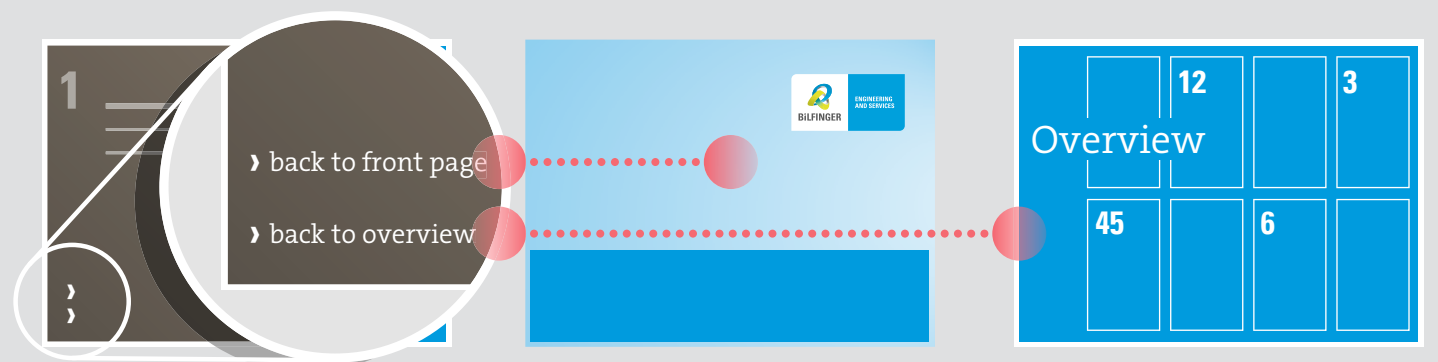 1
❱ back to front page
❱ back to overview
❱
❱
BILFINGER
ENGINEERING
AND SERVICES
12
3
Overview
45
6